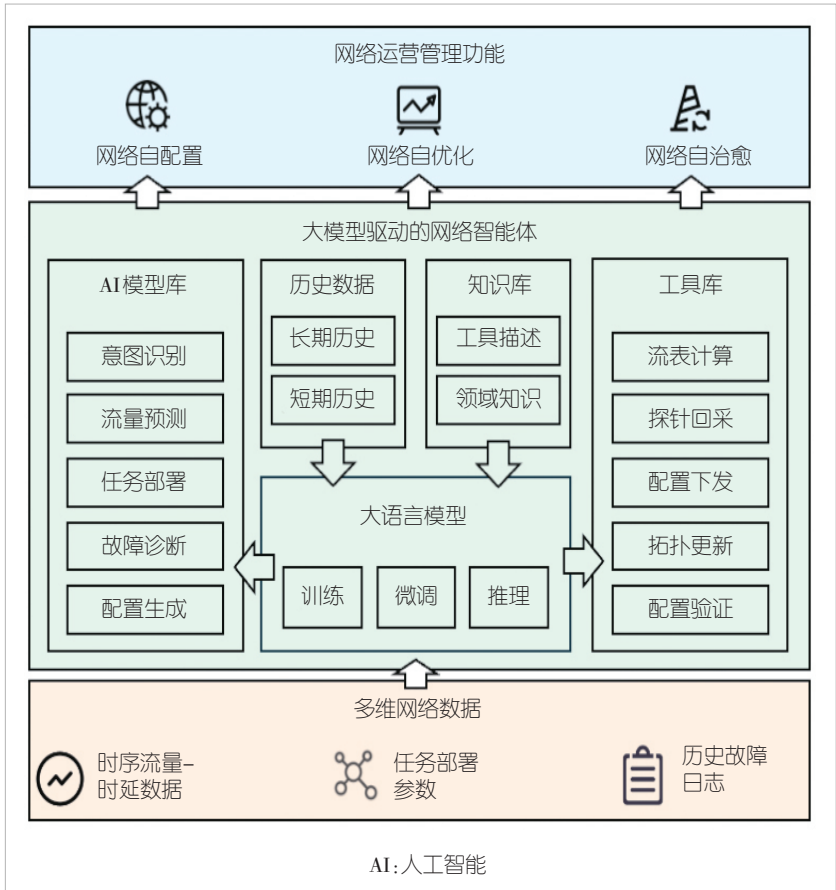 网络运营管理功能
网络自配置
网络自优化
网络自治愈
大模型驱动的网络智能体
AI模型库
意图识别
流量预测
任务部署
故障诊断
配置生成
历史数据
长期历史
短期历史
知识库
工具描述
领域知识
大语言模型
训练
微调
推理
工具库
流表计算
探针回采
配置下发
拓扑更新
配置验证
多维网络数据
时序流量–
时延数据
任务部署
参数
历史故障
日志
AI:人工智能